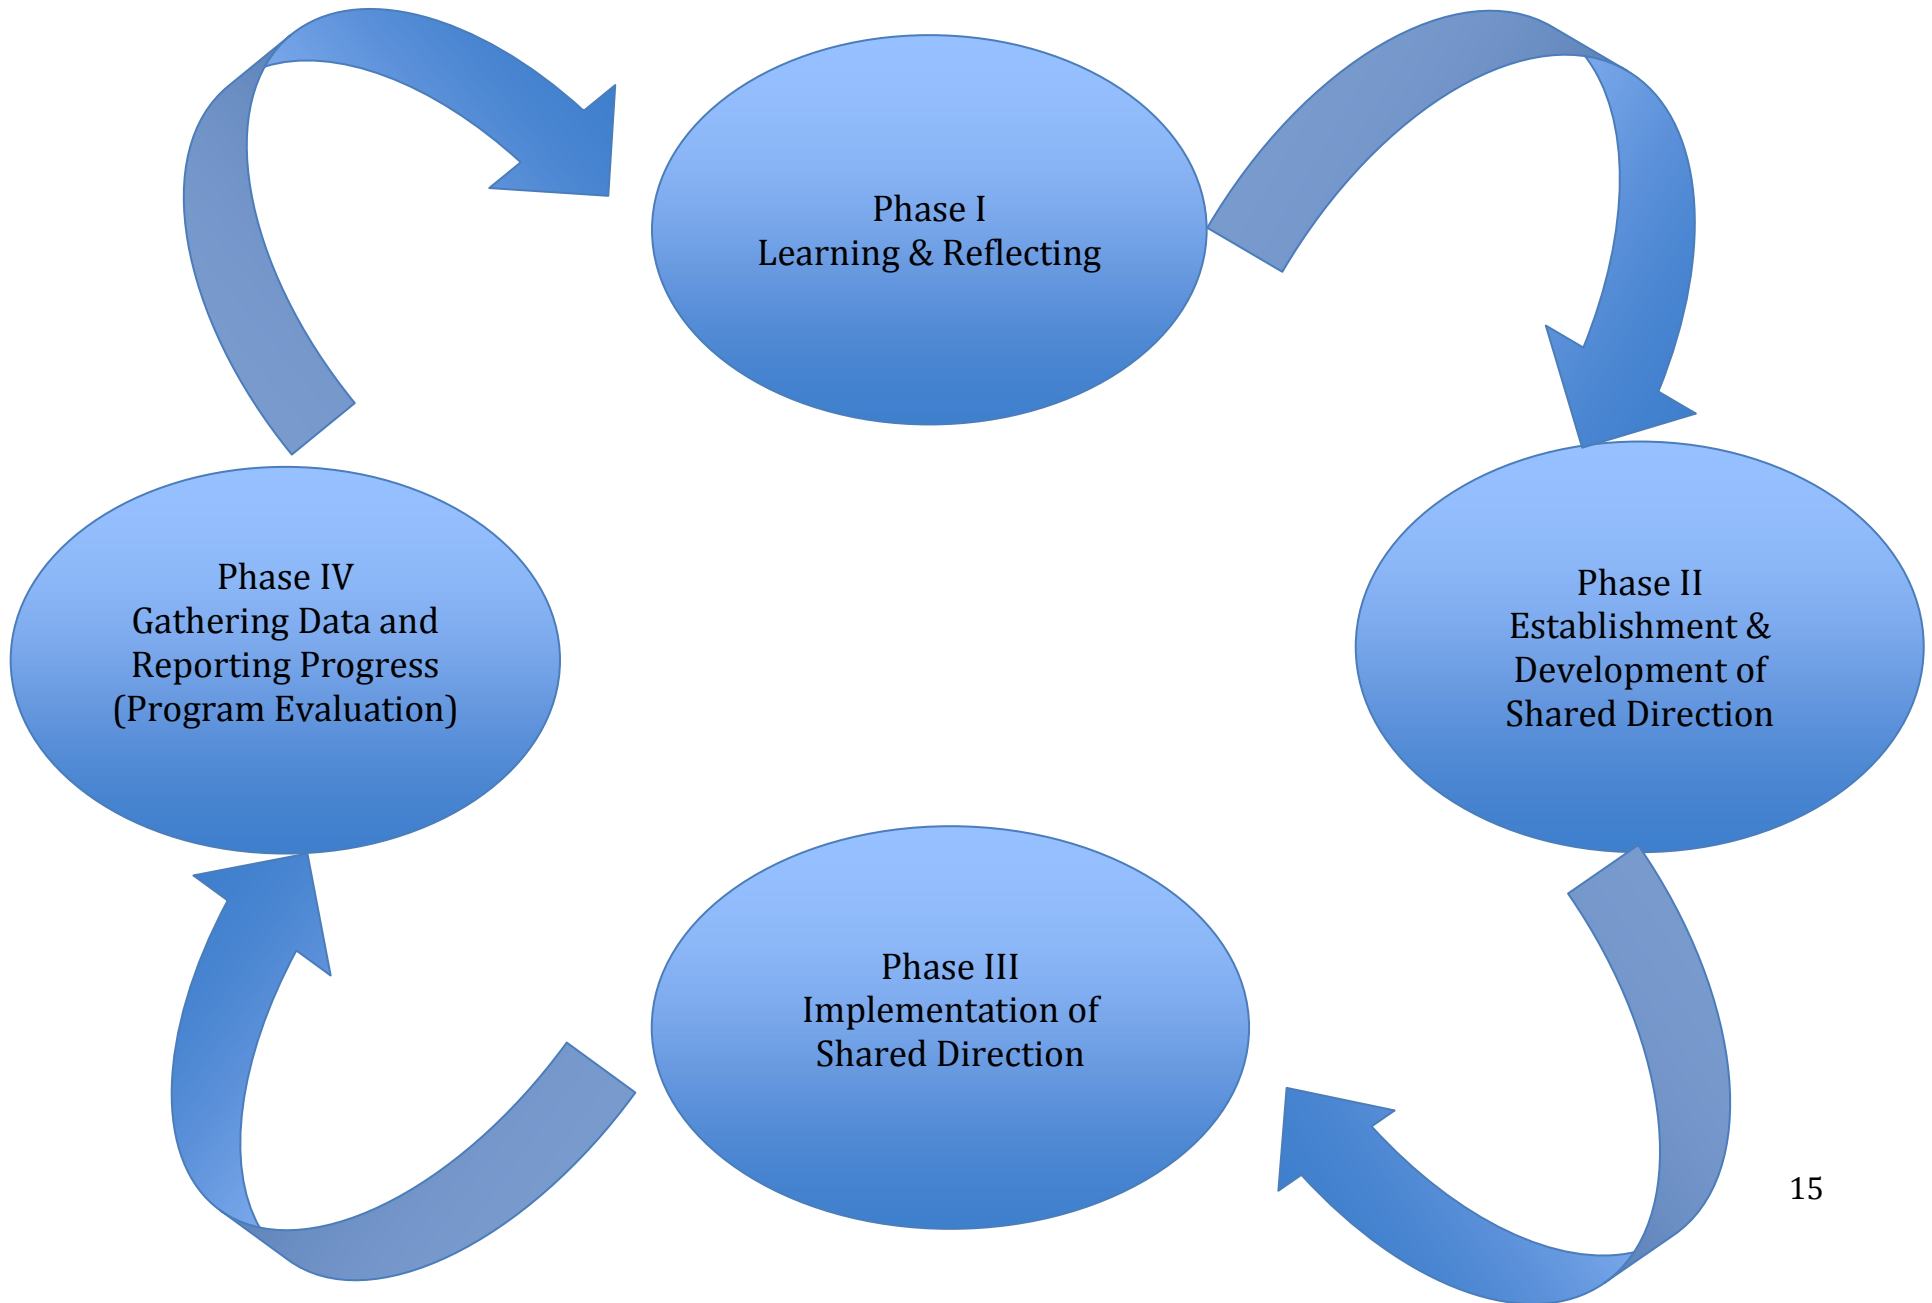 Phase I
Learning & Reflecting
Phase II
Establishment &
Development of
Shared Direction
Phase III
Implementation of
Shared Direction
Phase IV
Gathering Data and
Reporting Progress
(Program Evaluation)
15